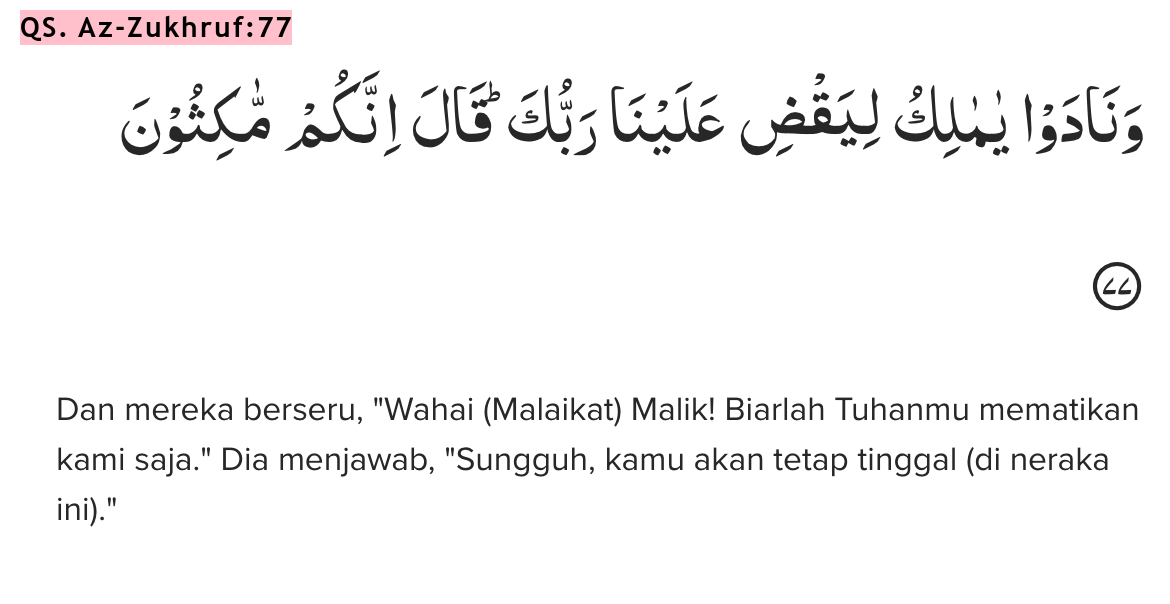 QS. Az-Zukhruf:77
وَنَادَوْا يٰمٰلِكُ لِيَقْضِ عَلَيْنَا رَبُّكَ ۗقَالَ اِنَّكُمْ مّٰكِثُوْنَ
٧٧
Dan mereka berseru, "Wahai (Malaikat) Malik! Biarlah Tuhanmu mematikan
kami saja." Dia menjawab, "Sungguh, kamu akan tetap tinggal (di neraka
ini)."